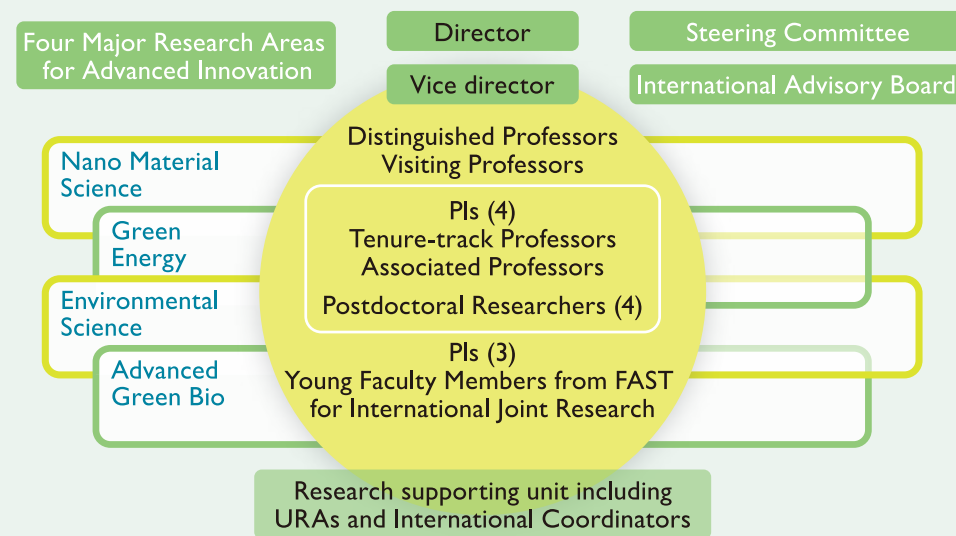 Four Major Research Areas
for Advanced Innovation
Director
Vice director
Steering Committee
International Advisory Board
Distinguished Professors
Visiting Professors
Nano Material
Science
Green
Energy
Environmental
Science
Advanced
Green Bio
PIs (4)
Tenure-track Professors
Associated Professors
Postdoctoral Researchers (4)
PIs (3)
Young Faculty Members from FAST
for International Joint Research
Research supporting unit including
URAs and International Coordinators